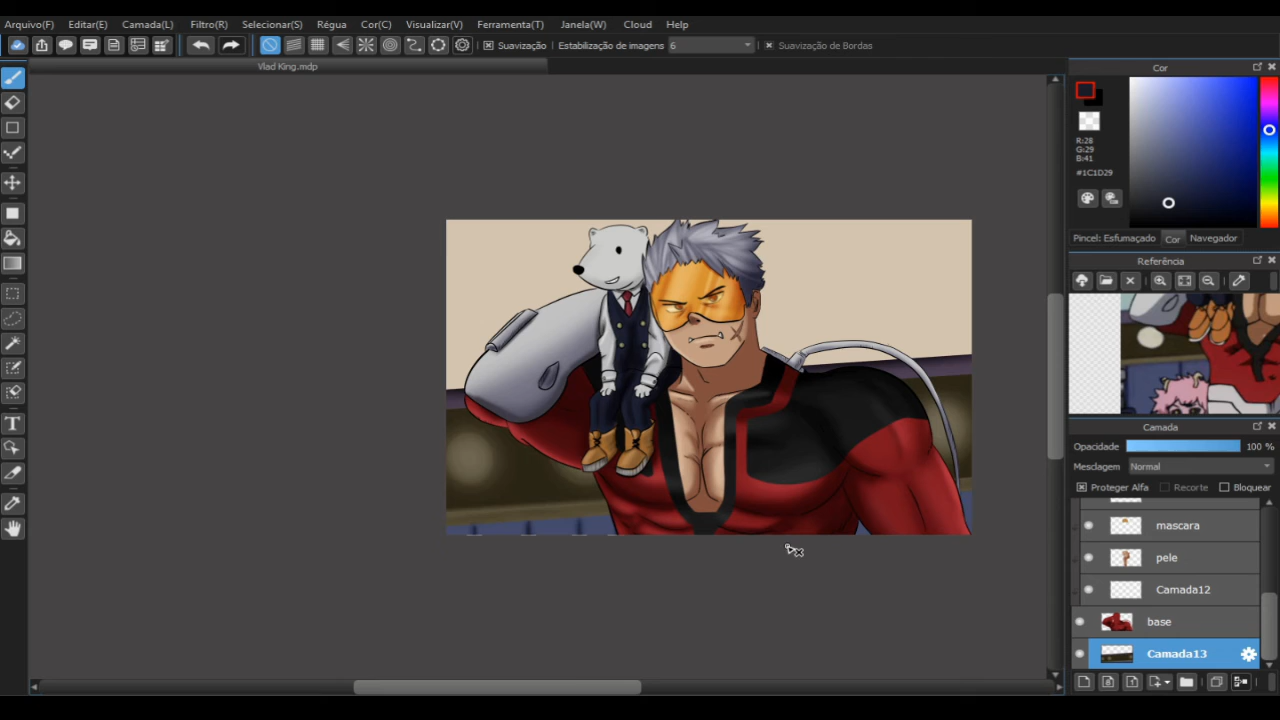 Arquivo(F) Editar(E) Camada(L) Filtro(R) Selecionar(S) Régua Cor(C) Visualizar(V) Ferramenta(T) Janela(W) Cloud Help
Suavização Estabilização de imagens 6 Suavização de Bordas
Vlad King.mdp
Cor
R:28
G:29
B:41
#1C1D29
Pincel: Esfumaçado Cor Navegador
Referência
Camada
Opacidade 100 %
Mesclagem Normal
Proteger Alfa Recorte Bloquear
mascara
pele
Camada12
base
Camada13